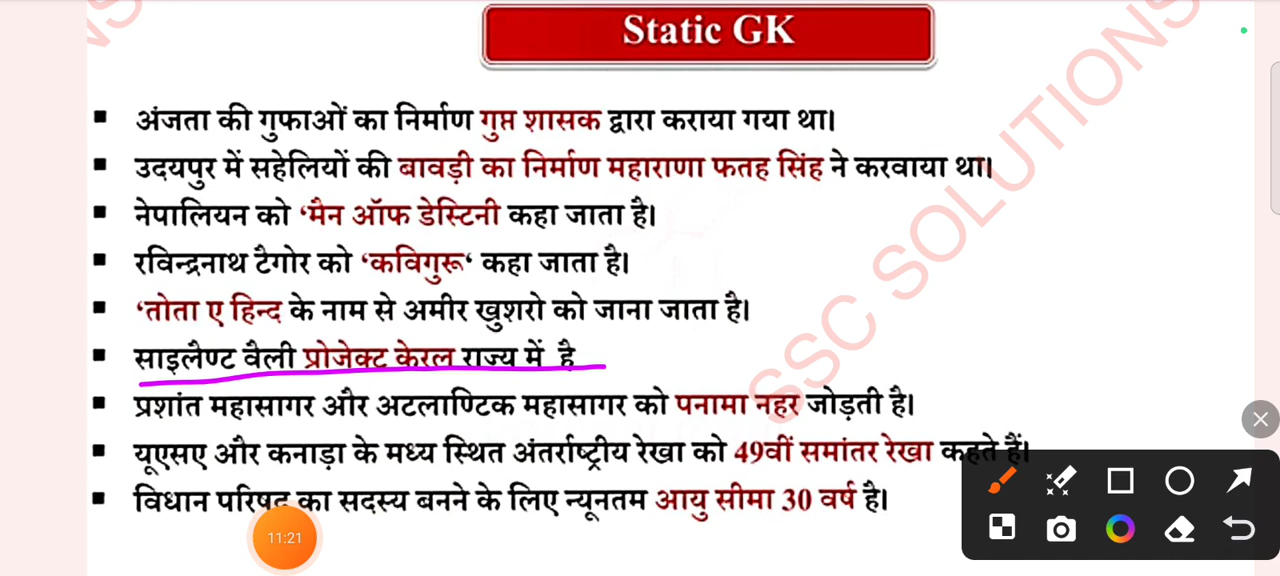 Static GK
SSC SOLUTIONS
NS
▪ अंजता की गुफाओं का निर्माण गुप्त शासक द्वारा कराया गया था।
▪ उदयपुर में सहेलियों की बावड़ी का निर्माण महाराणा फतह सिंह ने करवाया था।
▪ नेपालियन को ‘मैन ऑफ डेस्टिनी कहा जाता है।
▪ रविन्द्रनाथ टैगोर को ‘कविगुरू‘ कहा जाता है।
▪ ‘तोता ए हिन्द के नाम से अमीर खुशरो को जाना जाता है।
▪ साइलैण्ट वैली प्रोजेक्ट केरल राज्य में है
▪ प्रशांत महासागर और अटलाण्टिक महासागर को पनामा नहर जोड़ती है।
▪ यूएसए और कनाडा के मध्य स्थित अंतर्राष्ट्रीय रेखा को 49वीं समांतर रेखा कहते हैं।
▪ विधान परिषद का सदस्य बनने के लिए न्यूनतम आयु सीमा 30 वर्ष है।
11:21